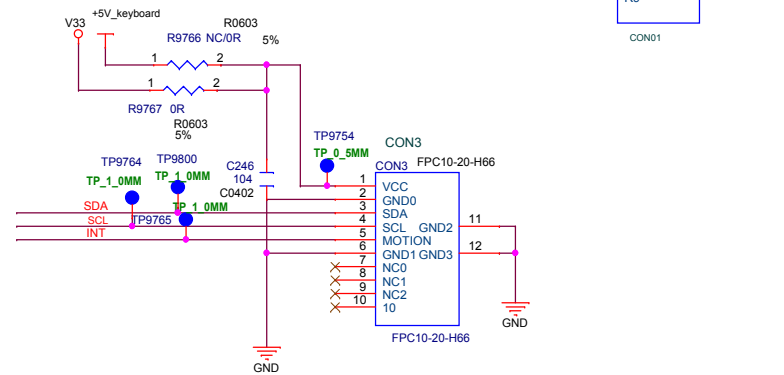 +5V_keyboard
V33
R0603
R9766 NC/0R
5%
1
2
1
2
R9767 0R
R0603
5%
CON01
TP9754
TP_0_5MM
CON3
CON3
FPC10-20-H66
TP9764
TP9800
TP_1_0MM
TP_1_0MM
C246
104
C0402
TP_1_0MM
TP9765
SDA
SCL
INT
1 VCC
2 GND0
3 SDA
4 SCL GND2 11
5 MOTION
6 GND1 GND3 12
7 NC0
8 NC1
9 NC2
10 10
FPC10-20-H66
GND
GND